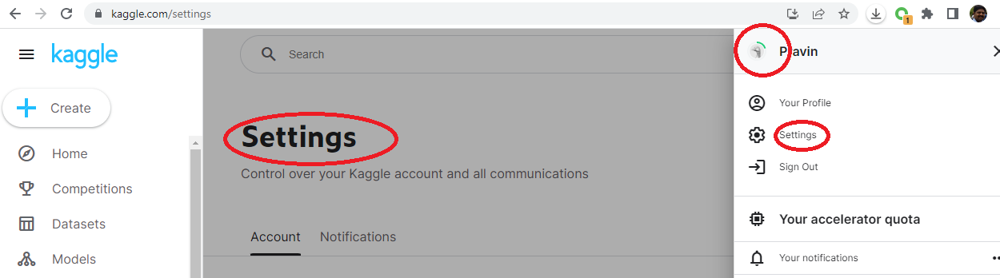 kaggle.com/settings
1
kaggle
Search
Pravin
Create
Your Profile
Settings
Settings
Sign Out
Home
Control over your Kaggle account and all communications
Competitions
Datasets
Your accelerator quota
Account Notifications
Models
Your notifications